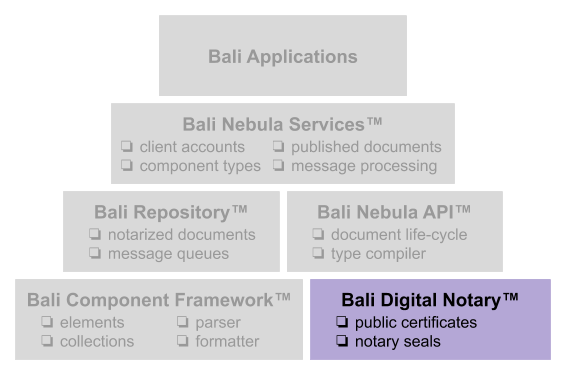 Bali Applications
Bali Nebula Services™
❏ client accounts ❏ published documents
❏ component types ❏ message processing
Bali Repository™
❏ notarized documents
❏ message queues
Bali Nebula API™
❏ document life-cycle
❏ type compiler
Bali Component Framework™
❏ elements ❏ parser
❏ collections ❏ formatter
Bali Digital Notary™
❏ public certificates
❏ notary seals